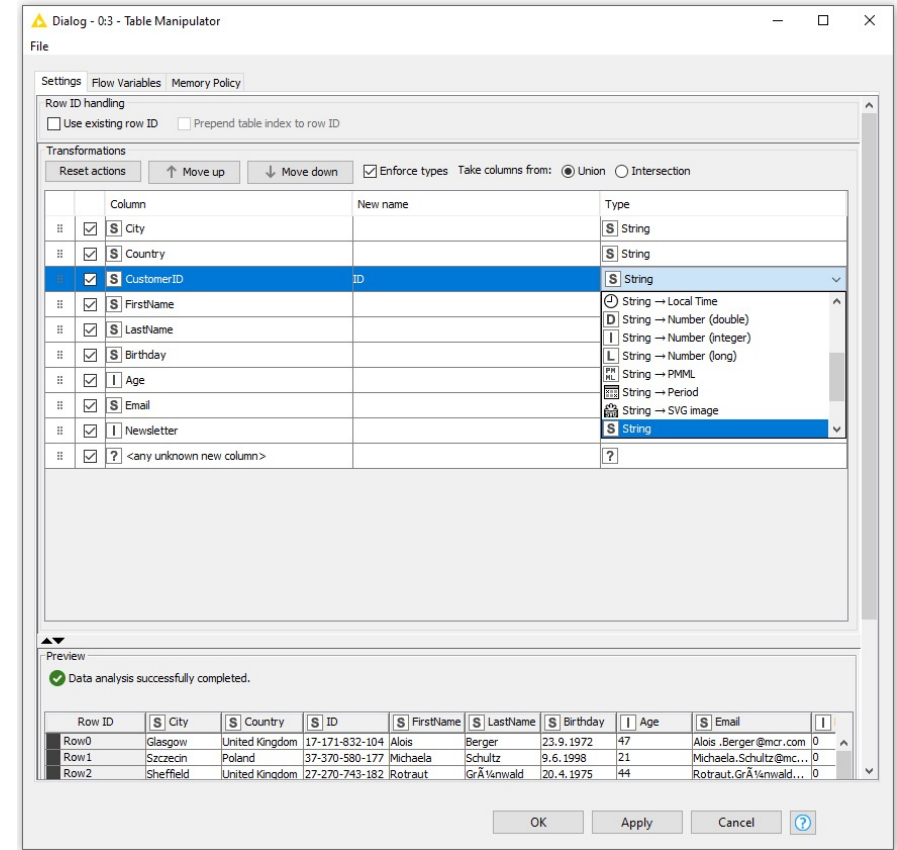 Dialog - 0:3 - Table Manipulator
File
Settings Flow Variables Memory Policy
Row ID handling
Use existing row ID Prepend table index to row ID
Transformations
Reset actions Move up Move down Enforce types Take columns from: Union Intersection
Column New name Type
S City S String
S Country S String
S CustomerID ID S String
S FirstName
S LastName
S Birthday
I Age
S Email
I Newsletter
? <any unknown new column> ?
String → Local Time
D String → Number (double)
I String → Number (integer)
L String → Number (long)
PM ML String → PMML
String → Period
SVG String → SVG image
S String
Preview
Data analysis successfully completed.
Row ID S City S Country S ID S FirstName S LastName S Birthday I Age S Email I
Row0 Glasgow United Kingdom 17-171-832-104 Alois Berger 23.9.1972 47 Alois .Berger@mcr.com 0
Row1 Szczecin Poland 37-370-580-177 Michaela Schultz 9.6.1998 21 Michaela.Schultz@mc... 0
Row2 Sheffield United Kingdom 27-270-743-182 Rotraut GrÃ¼nwald 20.4.1975 44 Rotraut.GrÃ¼nwald... 0
OK Apply Cancel ?